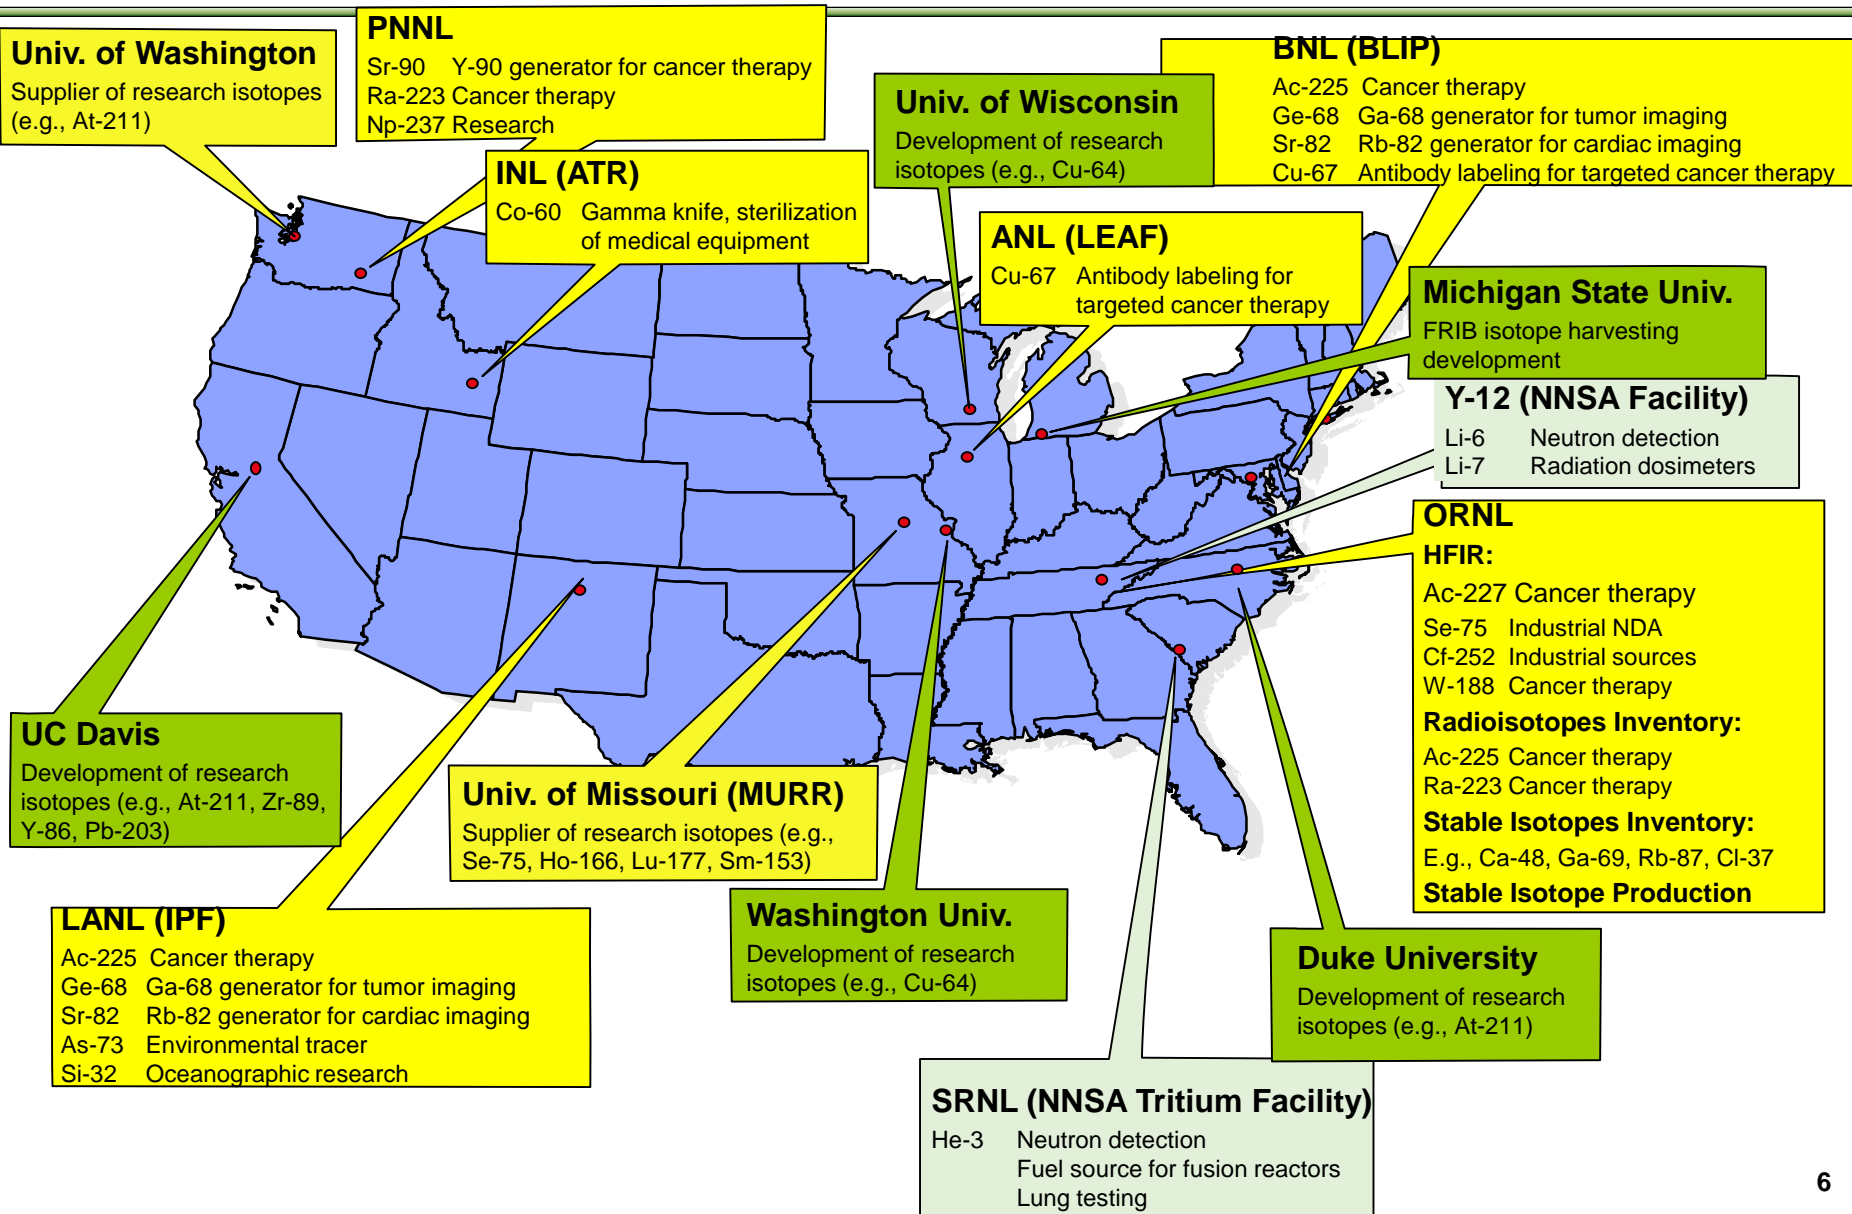 Univ. of Washington
Supplier of research isotopes
(e.g., At-211)
PNNL
Sr-90 Y-90 generator for cancer therapy
Ra-223 Cancer therapy
Np-237 Research
INL (ATR)
Co-60 Gamma knife, sterilization
of medical equipment
Univ. of Wisconsin
Development of research
isotopes (e.g., Cu-64)
BNL (BLIP)
Ac-225 Cancer therapy
Ge-68 Ga-68 generator for tumor imaging
Sr-82 Rb-82 generator for cardiac imaging
Cu-67 Antibody labeling for targeted cancer therapy
ANL (LEAF)
Cu-67 Antibody labeling for
targeted cancer therapy
Michigan State Univ.
FRIB isotope harvesting
development
Y-12 (NNSA Facility)
Li-6 Neutron detection
Li-7 Radiation dosimeters
ORNL
HFIR:
Ac-227 Cancer therapy
Se-75 Industrial NDA
Cf-252 Industrial sources
W-188 Cancer therapy
Radioisotopes Inventory:
Ac-225 Cancer therapy
Ra-223 Cancer therapy
Stable Isotopes Inventory:
E.g., Ca-48, Ga-69, Rb-87, Cl-37
Stable Isotope Production
UC Davis
Development of research
isotopes (e.g., At-211, Zr-89,
Y-86, Pb-203)
Univ. of Missouri (MURR)
Supplier of research isotopes (e.g.,
Se-75, Ho-166, Lu-177, Sm-153)
LANL (IPF)
Ac-225 Cancer therapy
Ge-68 Ga-68 generator for tumor imaging
Sr-82 Rb-82 generator for cardiac imaging
As-73 Environmental tracer
Si-32 Oceanographic research
Washington Univ.
Development of research
isotopes (e.g., Cu-64)
Duke University
Development of research
isotopes (e.g., At-211)
SRNL (NNSA Tritium Facility)
He-3 Neutron detection
Fuel source for fusion reactors
Lung testing
6